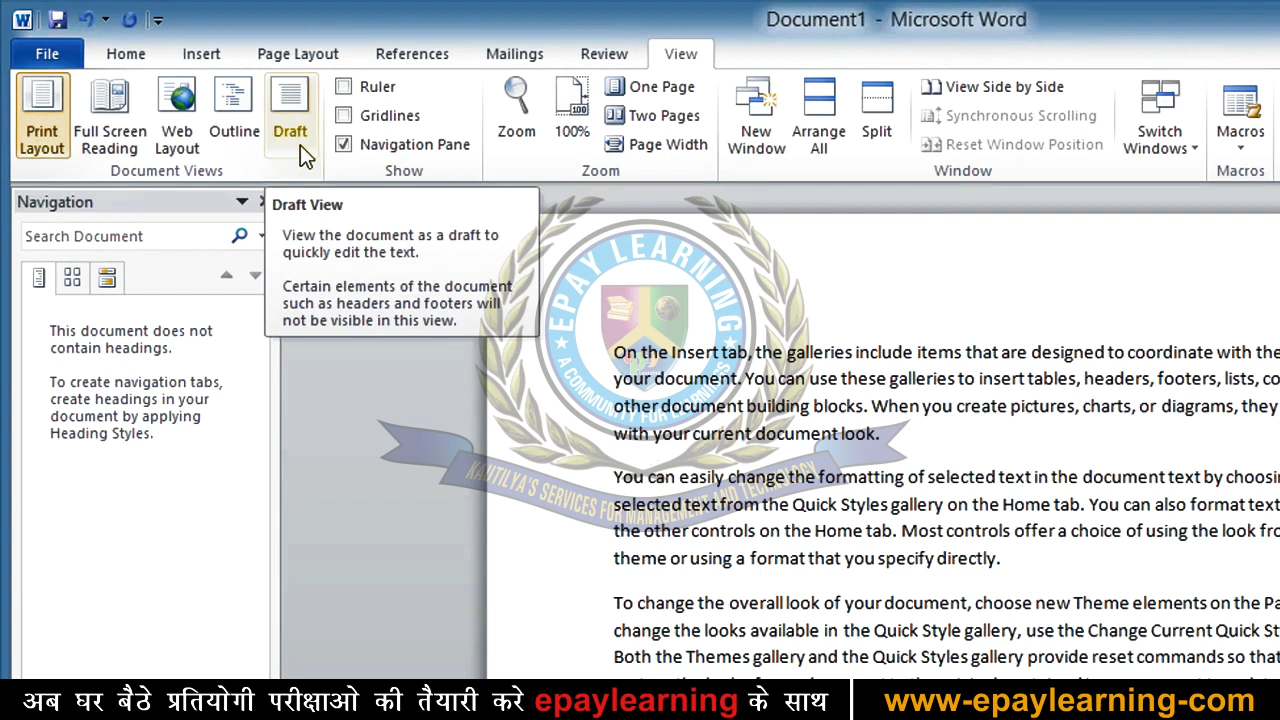 Document1 - Microsoft Word
File Home Insert Page Layout References Mailings Review View
Print Layout
Full Screen Reading
Web Layout
Outline
Draft
Document Views
Ruler
Gridlines
Navigation Pane
Show
Zoom
100
100%
One Page
Two Pages
Page Width
Zoom
New Window
Arrange All
Split
View Side by Side
Synchronous Scrolling
Reset Window Position
Window
Switch Windows
Macros
Macros
Navigation
Search Document
This document does not
contain headings.
To create navigation tabs,
create headings in your
document by applying
Heading Styles.
Draft View
View the document as a draft to
quickly edit the text.
Certain elements of the document
such as headers and footers will
not be visible in this view.
EPAY LEARNING
A COMMUNITY FOR LEARNERS
KAUTILYA'S SERVICES FOR MANAGEMENT AND TECHNOLOGY
On the Insert tab, the galleries include items that are designed to coordinate with the
your document. You can use these galleries to insert tables, headers, footers, lists, co
other document building blocks. When you create pictures, charts, or diagrams, they
with your current document look.
You can easily change the formatting of selected text in the document text by choosin
selected text from the Quick Styles gallery on the Home tab. You can also format text
the other controls on the Home tab. Most controls offer a choice of using the look fro
theme or using a format that you specify directly.
To change the overall look of your document, choose new Theme elements on the Pa
change the looks available in the Quick Style gallery, use the Change Current Quick St
Both the Themes gallery and the Quick Styles gallery provide reset commands so that
अब घर बैठे प्रतियोगी परीक्षाओ की तैयारी करे epaylearning के साथ
www-epaylearning-com